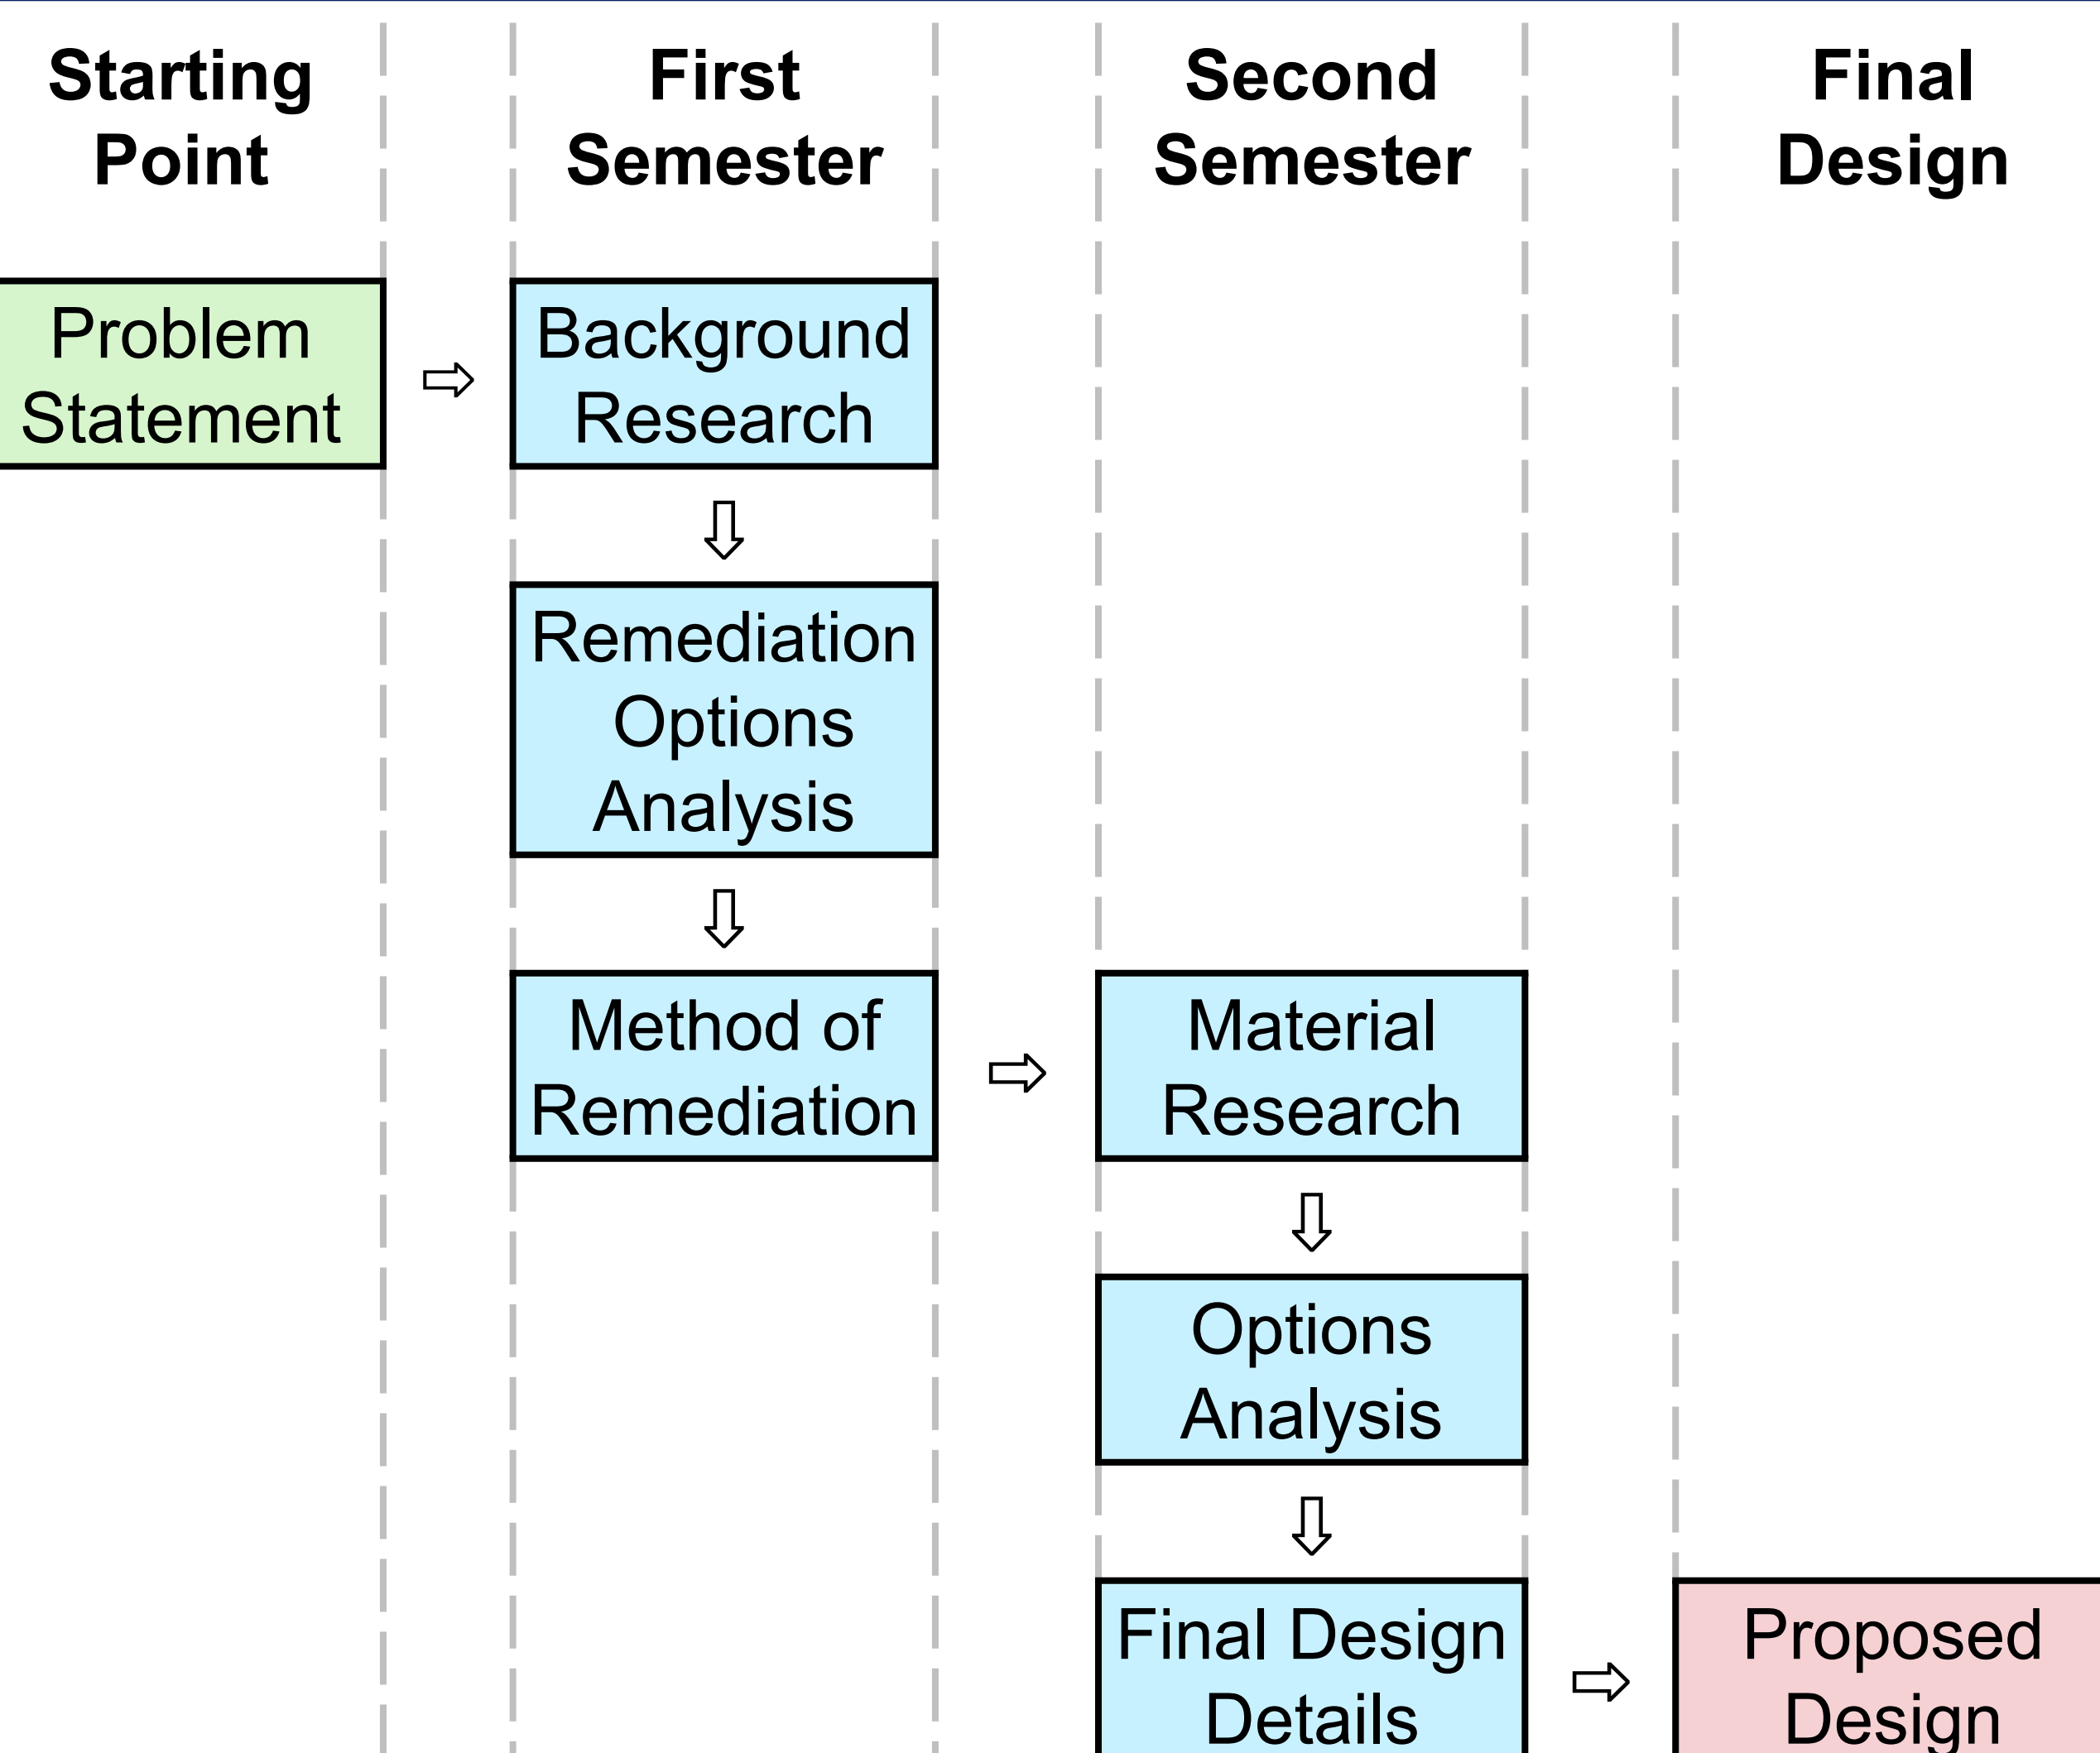 Starting
Point
First
Semester
Second
Semester
Final
Design
Problem
Statement
Background
Research
Remediation
Options
Analysis
Method of
Remediation
Material
Research
Options
Analysis
Final Design
Details
Proposed
Design